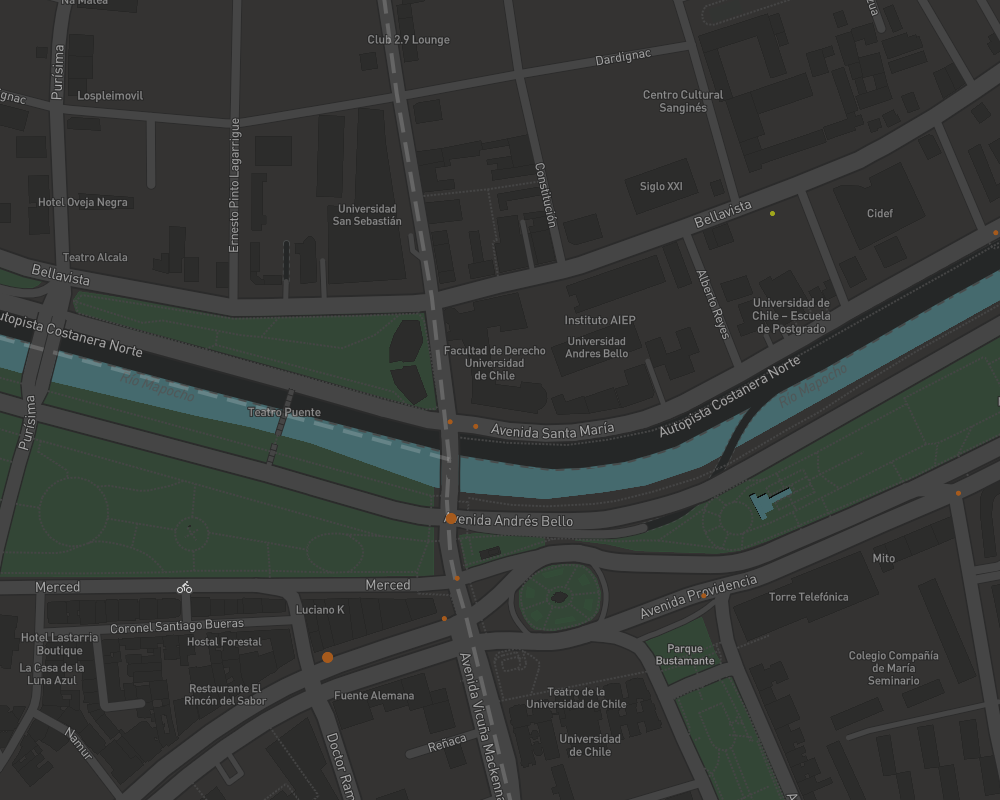 Na Matea
Club 2.9 Lounge
Dardignac
Purísima
Lospleimovil
Centro Cultural
Sanginés
Ernesto Pinto Lagarrigue
Constitución
Siglo XXI
Hotel Oveja Negra
Universidad
San Sebastián
Bellavista
Cidef
Teatro Alcala
Bellavista
Alberto Reyes
Universidad de
Chile – Escuela
de Postgrado
Instituto AIEP
Universidad
Andres Bello
utopista Costanera Norte
Facultad de Derecho
Universidad
de Chile
Río Mapocho
Autopista Costanera Norte
Río Mapocho
Teatro Puente
Purísima
Avenida Santa María
Avenida Andrés Bello
Mito
Merced
Merced
Avenida Providencia
Torre Telefónica
Luciano K
Coronel Santiago Bueras
Hostal Forestal
Hotel Lastarria
Boutique
La Casa de la
Luna Azul
Parque
Bustamante
Colegio Compañía
de María
Seminario
Restaurante El
Rincón del Sabor
Fuente Alemana
Avenida Vicuña Mackenna
Teatro de la
Universidad de Chile
Namur
Doctor Ram
Reñaca
Universidad
de Chile